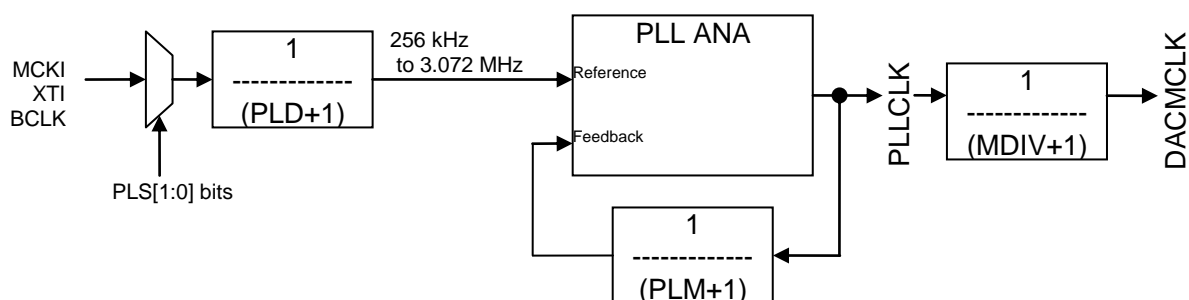 MCKI
XTI
BCLK
PLS[1:0] bits
1
------------
(PLD+1)
256 kHz
to 3.072 MHz
PLL ANA
Reference
Feedback
1
------------
(PLM+1)
PLLCLK
1
------------
(MDIV+1)
DACMCLK